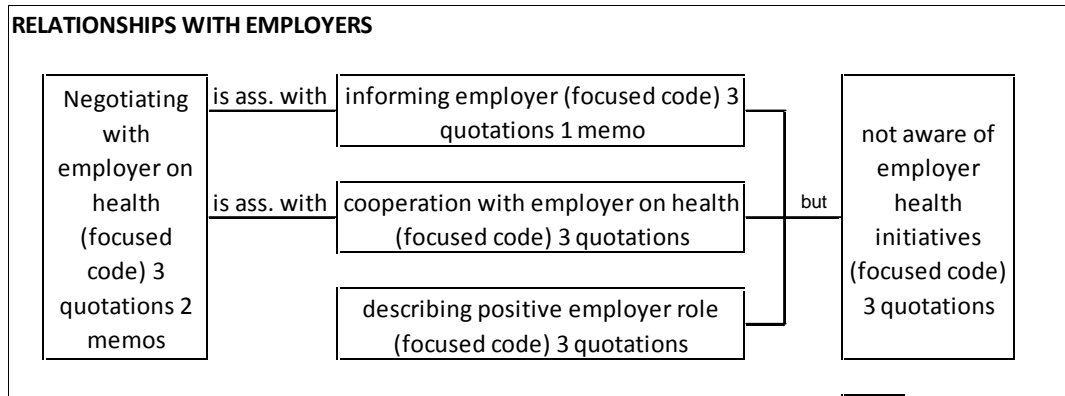 RELATIONSHIPS WITH EMPLOYERS
Negotiating
with
employer on
health
(focused
code) 3
quotations 2
memos
is ass. with
is ass. with
informing employer (focused code) 3
quotations 1 memo
cooperation with employer on health
(focused code) 3 quotations
describing positive employer role
(focused code) 3 quotations
but
not aware of
employer
health
initiatives
(focused code)
3 quotations